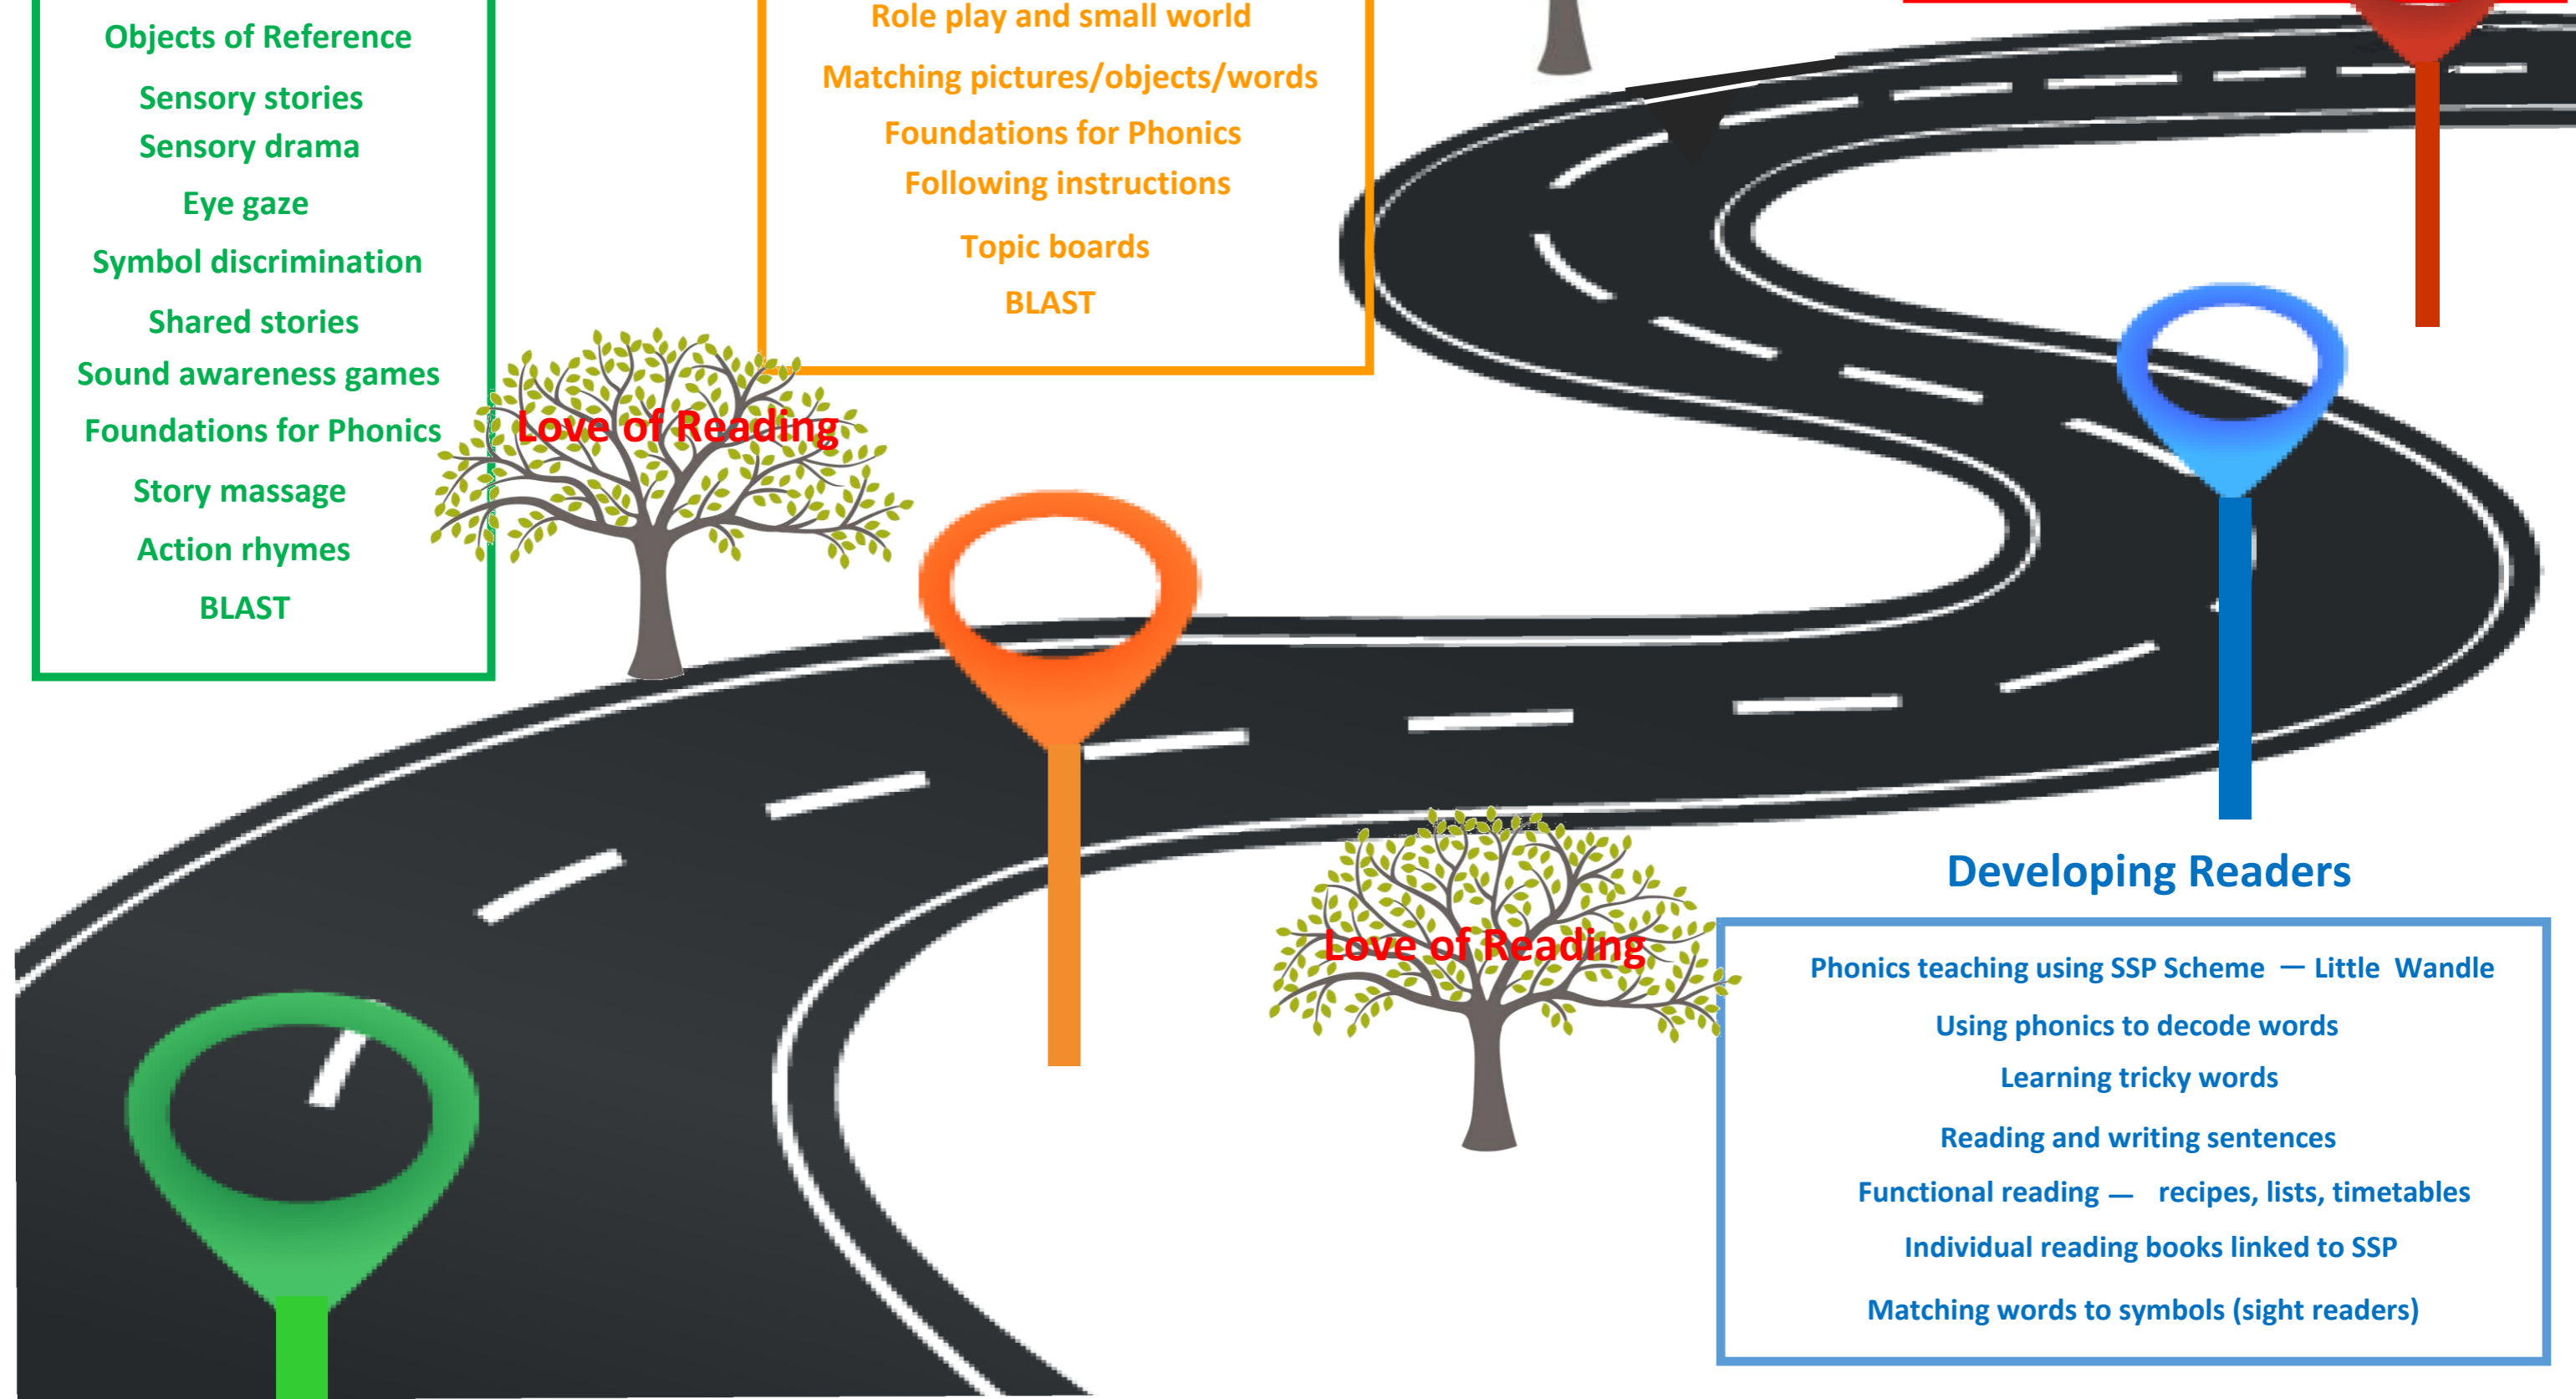 Objects of Reference
Sensory stories
Sensory drama
Eye gaze
Symbol discrimination
Shared stories
Sound awareness games
Foundations for Phonics
Story massage
Action rhymes
BLAST
Role play and small world
Matching pictures/objects/words
Foundations for Phonics
Following instructions
Topic boards
BLAST
Love of Reading
Love of Reading
Developing Readers
Phonics teaching using SSP Scheme — Little Wandle
Using phonics to decode words
Learning tricky words
Reading and writing sentences
Functional reading — recipes, lists, timetables
Individual reading books linked to SSP
Matching words to symbols (sight readers)